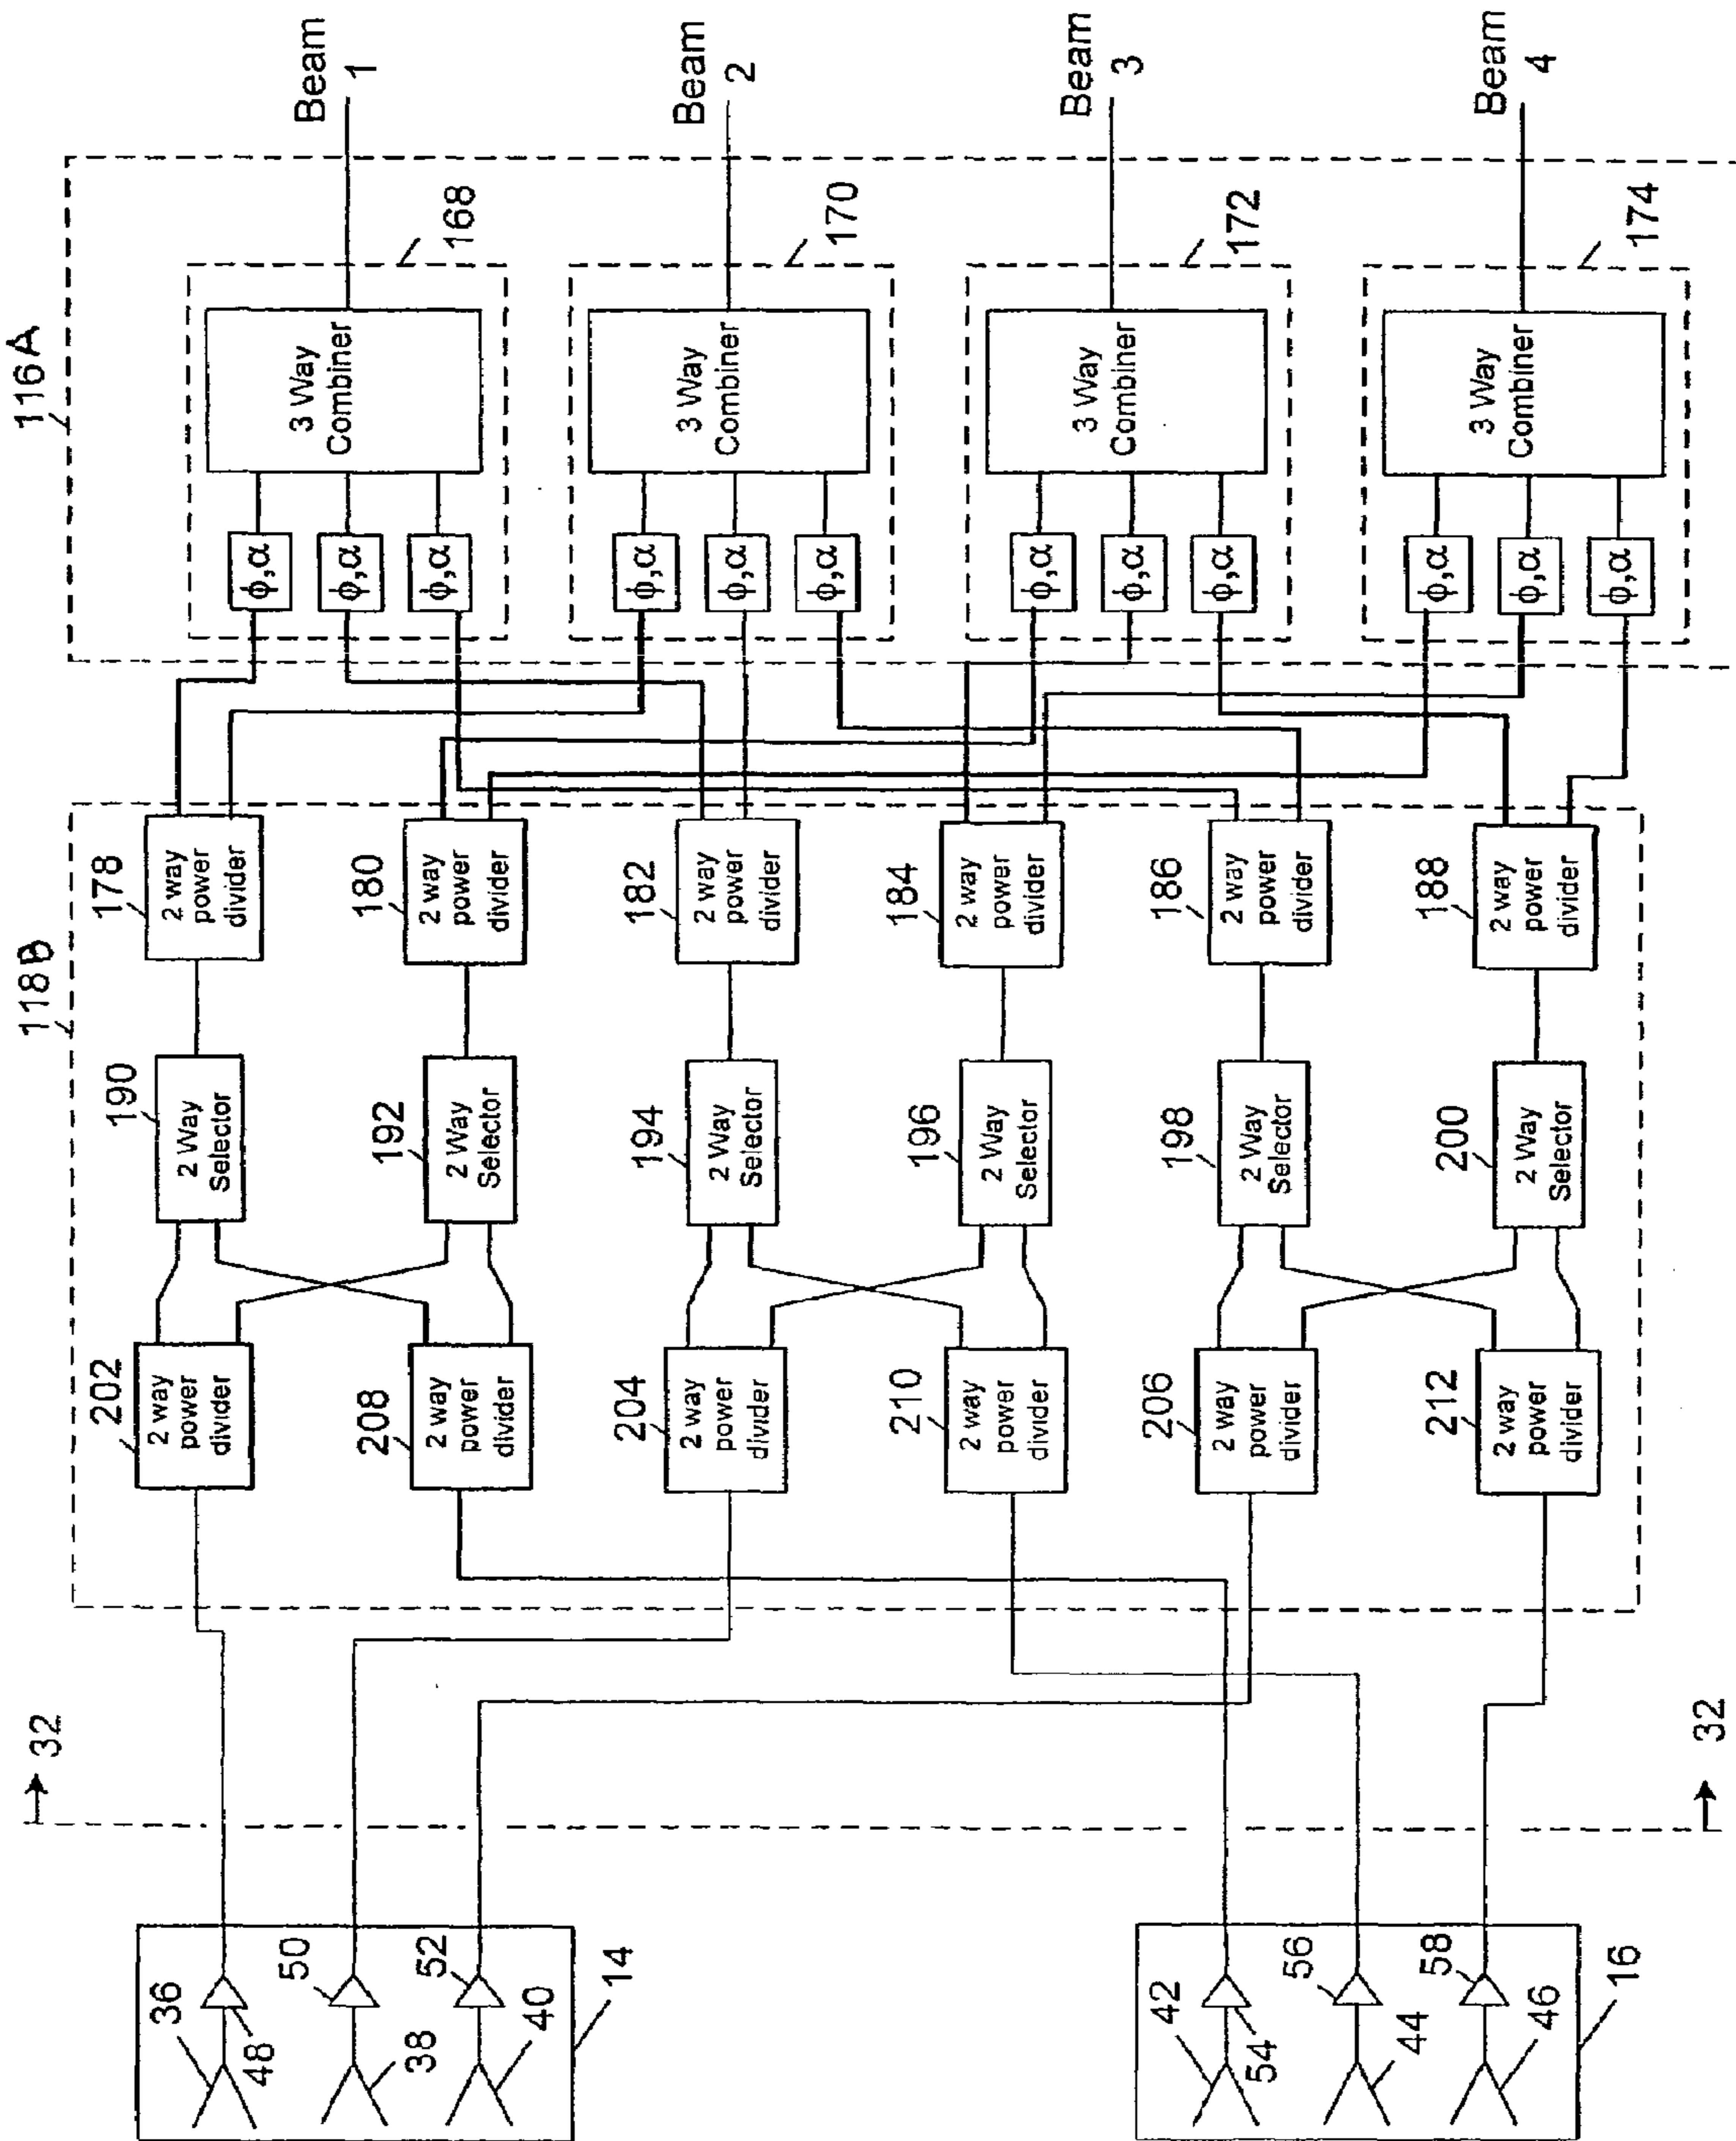 116A
118B
Beam
1
Beam
2
Beam
3
Beam
4
168
170
172
174
3 Way
Combiner
3 Way
Combiner
3 Way
Combiner
3 Way
Combiner
ϕ,α
ϕ,α
ϕ,α
ϕ,α
ϕ,α
ϕ,α
ϕ,α
ϕ,α
ϕ,α
ϕ,α
ϕ,α
ϕ,α
178
2 way
power
divider
180
2 way
power
divider
182
2 way
power
divider
184
2 way
power
divider
186
2 way
power
divider
188
2 way
power
divider
190
2 Way
Selector
192
2 Way
Selector
194
2 Way
Selector
196
2 Way
Selector
198
2 Way
Selector
200
2 Way
Selector
202
2 way
power
divider
208
2 way
power
divider
204
2 way
power
divider
210
2 way
power
divider
206
2 way
power
divider
212
2 way
power
divider
32
32
36
48
50
38
52
40
14
42
54
56
44
58
46
16